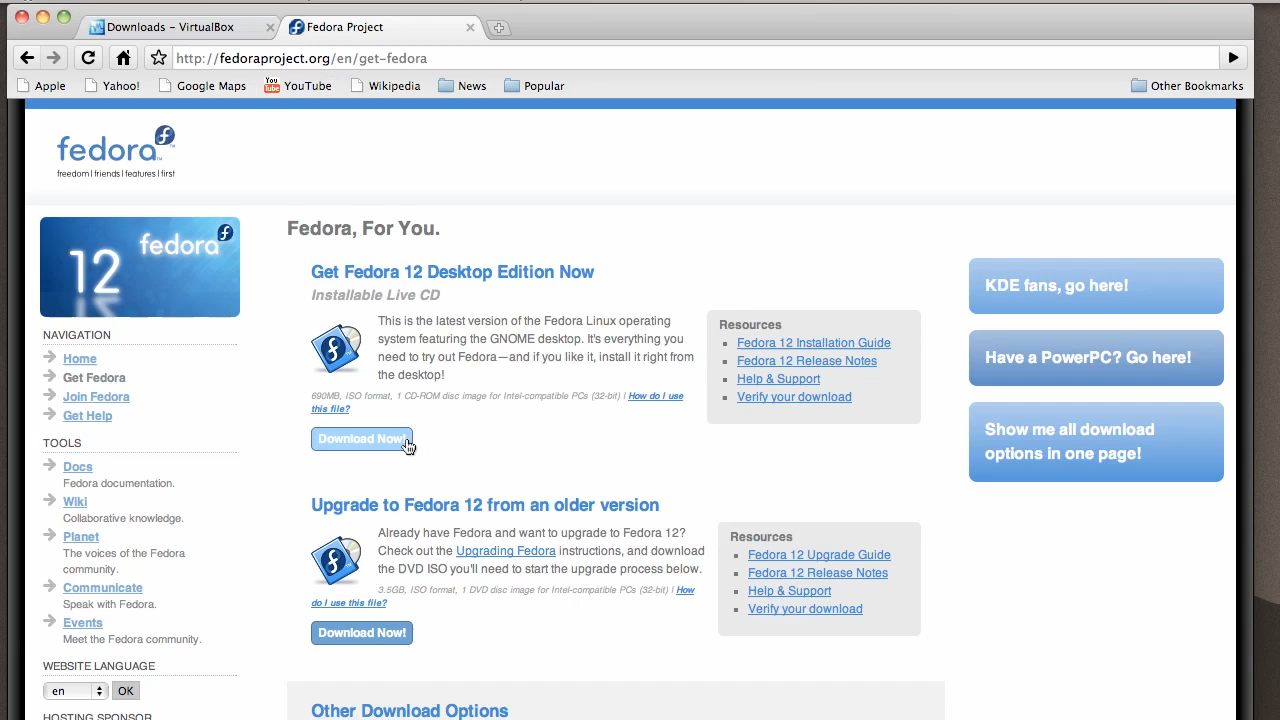 Downloads – VirtualBox
Fedora Project
http://fedoraproject.org/en/get-fedora
Apple
Yahoo!
Google Maps
You Tube
YouTube
Wikipedia
News
Popular
Other Bookmarks
fedora™
freedom | friends | features | first
12
fedora
NAVIGATION
Home
Get Fedora
Join Fedora
Get Help
TOOLS
Docs
Fedora documentation.
Wiki
Collaborative knowledge.
Planet
The voices of the Fedora
community.
Communicate
Speak with Fedora.
Events
Meet the Fedora community.
WEBSITE LANGUAGE
en
OK
HOSTING SPONSOR
Fedora, For You.
Get Fedora 12 Desktop Edition Now
Installable Live CD
This is the latest version of the Fedora Linux operating
system featuring the GNOME desktop. It's everything you
need to try out Fedora—and if you like it, install it right from
the desktop!
690MB, ISO format, 1 CD-ROM disc image for Intel-compatible PCs (32-bit) | How do I use
this file?
Download Now!
Resources
Fedora 12 Installation Guide
Fedora 12 Release Notes
Help & Support
Verify your download
Upgrade to Fedora 12 from an older version
Already have Fedora and want to upgrade to Fedora 12?
Check out the Upgrading Fedora instructions, and download
the DVD ISO you'll need to start the upgrade process below.
3.5GB, ISO format, 1 DVD disc image for Intel-compatible PCs (32-bit) | How
do I use this file?
Download Now!
Resources
Fedora 12 Upgrade Guide
Fedora 12 Release Notes
Help & Support
Verify your download
Other Download Options
KDE fans, go here!
Have a PowerPC? Go here!
Show me all download
options in one page!